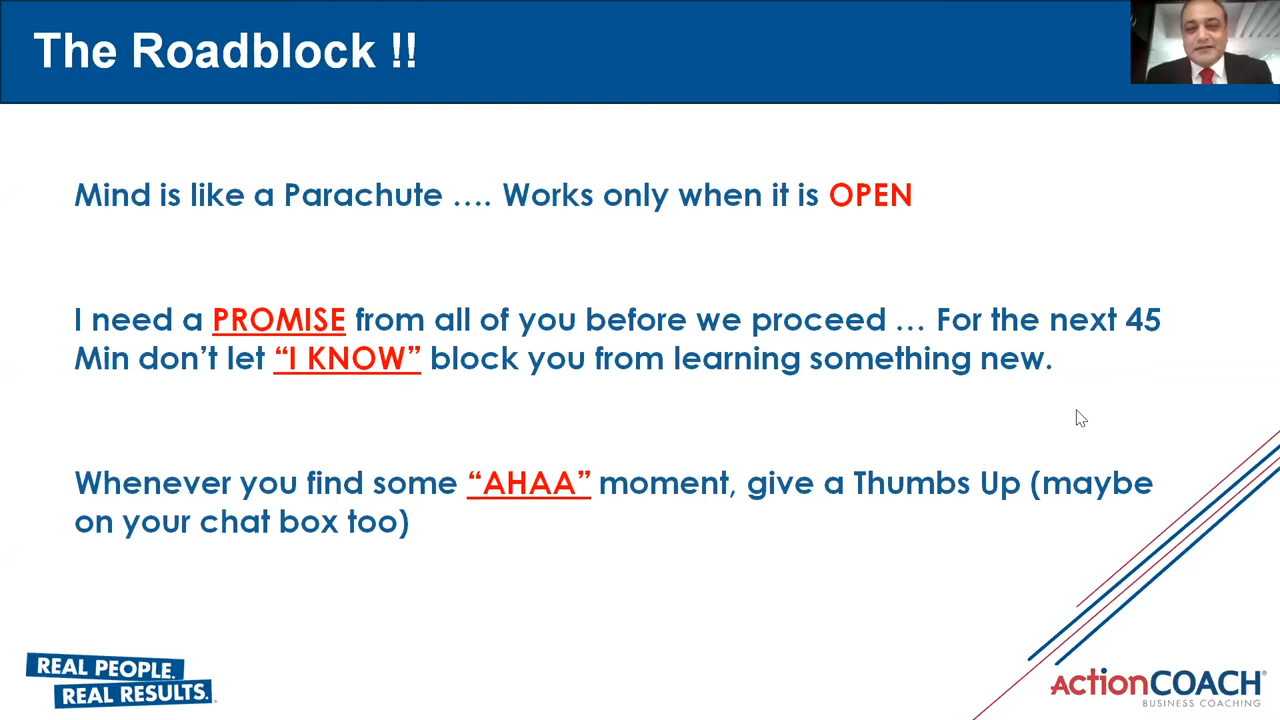 The Roadblock !!
Mind is like a Parachute …. Works only when it is OPEN
I need a PROMISE from all of you before we proceed … For the next 45
Min don’t let “I KNOW” block you from learning something new.
Whenever you find some “AHAA” moment, give a Thumbs Up (maybe
on your chat box too)
REAL PEOPLE.
REAL RESULTS.
ActionCOACH®
BUSINESS COACHING